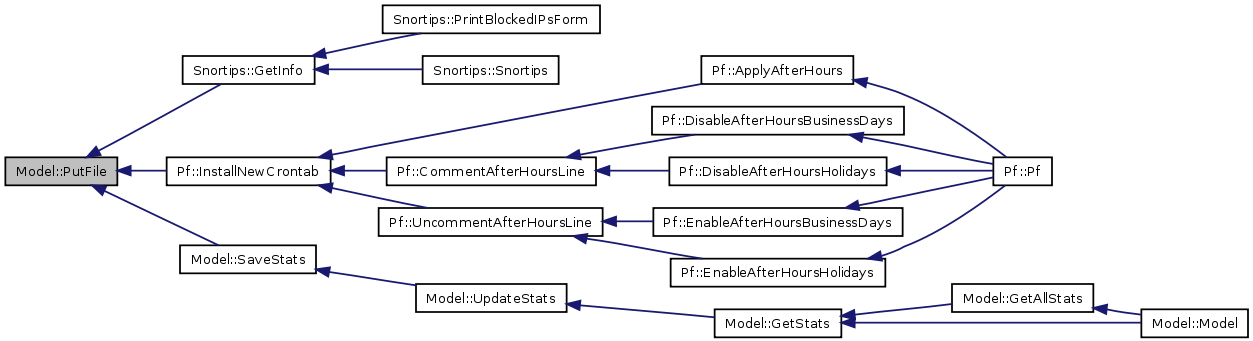 Snortips::PrintBlockedIPsForm
Snortips::GetInfo
Snortips::Snortips
Pf::ApplyAfterHours
Pf::DisableAfterHoursBusinessDays
Model::PutFile
Pf::InstallNewCrontab
Pf::CommentAfterHoursLine
Pf::DisableAfterHoursHolidays
Pf::Pf
Pf::UncommentAfterHoursLine
Pf::EnableAfterHoursBusinessDays
Model::SaveStats
Pf::EnableAfterHoursHolidays
Model::UpdateStats
Model::GetAllStats
Model::GetStats
Model::Model